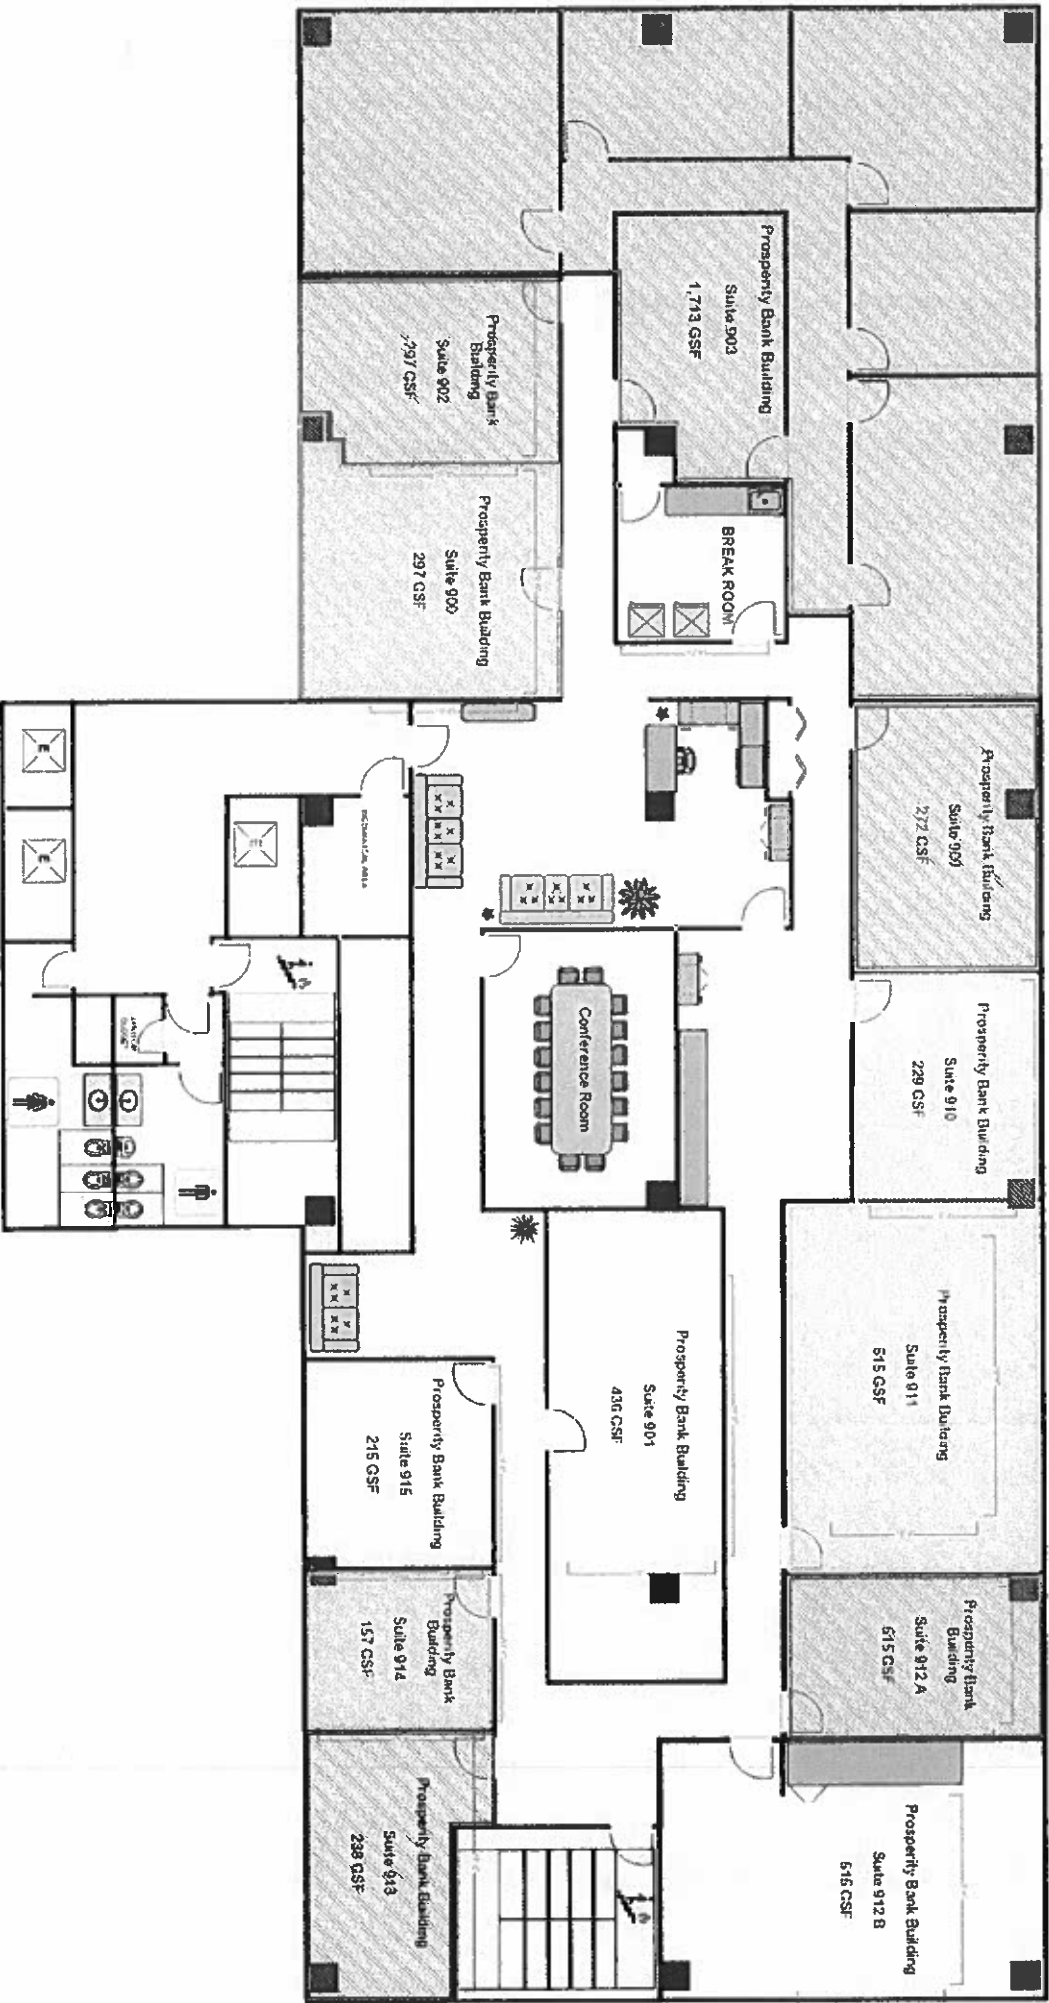 Prosperity Bank Building
Suite 903
1,713 GSF
Prosperity Bank
Building
Suite 902
297 GSF
Prosperity Bank Building
Suite 900
297 GSF
BREAK ROOM
Prosperity Bank Building
272 GSF
Prosperity Bank Building
Suite 910
229 GSF
Prosperity Bank Building
Suite 911
515 GSF
Conference Room
E
E
E
Prosperity Bank Building
Suite 901
436 GSF
Prosperity Bank Building
Suite 915
215 GSF
Prosperity Bank
Building
Suite 914
157 GSF
Prosperity Bank Building
Suite 913
238 GSF
Prosperity Bank
Building
Suite 912 A
515 GSF
Prosperity Bank Building
Suite 912 B
515 GSF